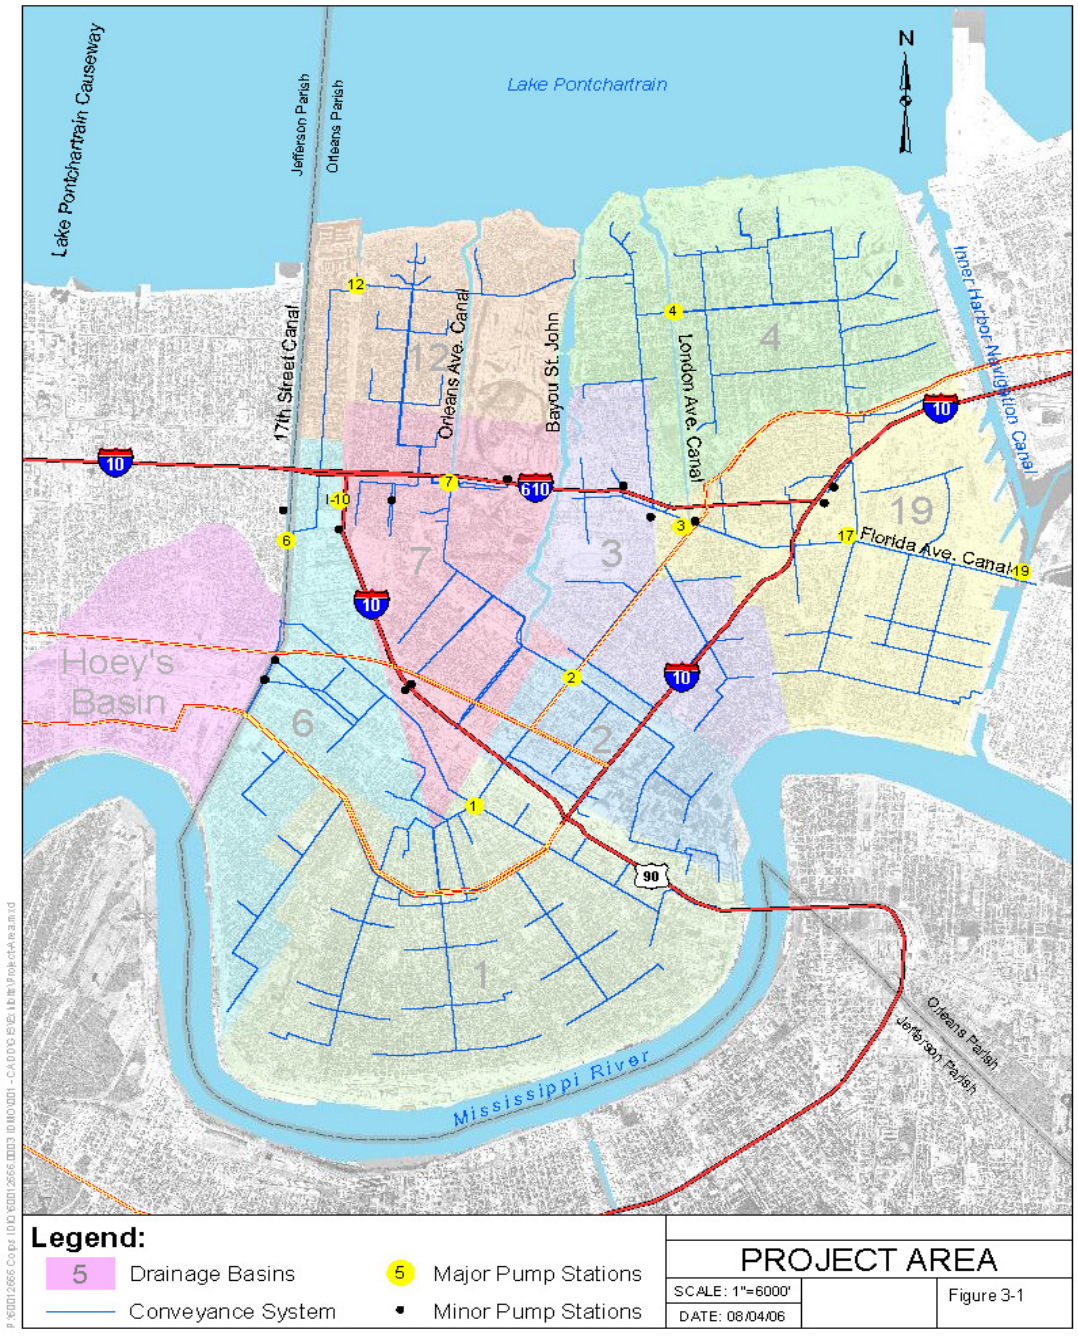 N
Lake Pontchartrain
Lake Pontchartrain Causeway
Jefferson Parish
Orleans Parish
12
4
12
4
17th Street Canal
Orleans Ave. Canal
Bayou St. John
London Ave. Canal
Inner Harbor Navigation Canal
10
10
I-10
7
610
6
3
3
17
19
Florida Ave. Canal
19
7
10
Hoey's
Basin
6
2
10
2
1
90
1
Mississippi River
Orleans Parish
Jefferson Parish
Legend:
5 Drainage Basins
Conveyance System
5 Major Pump Stations
Minor Pump Stations
PROJECT AREA
SCALE: 1"=6000'
DATE: 08/04/06
Figure 3-1